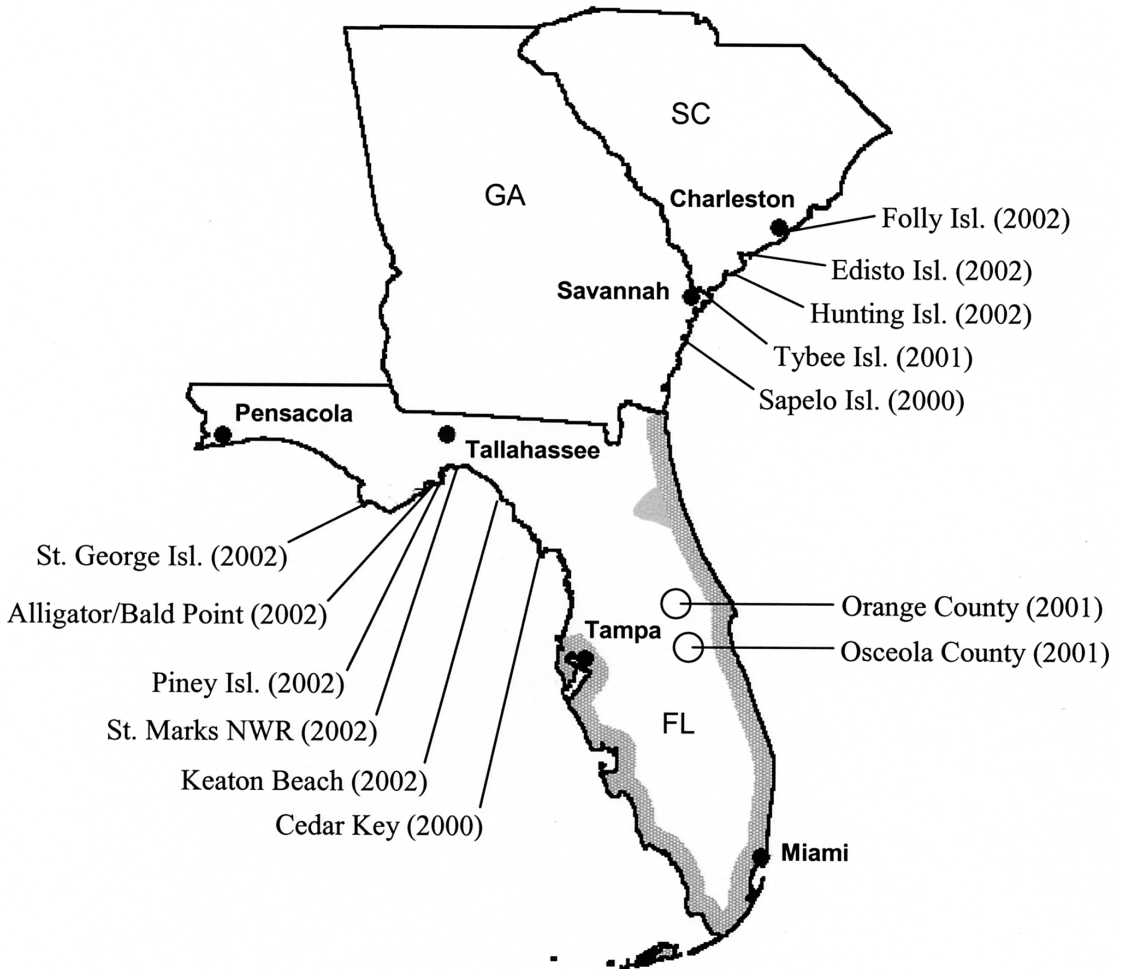 SC
GA
Charleston
Folly Isl. (2002)
Edisto Isl. (2002)
Savannah
Hunting Isl. (2002)
Tybee Isl. (2001)
Sapelo Isl. (2000)
Pensacola
Tallahassee
St. George Isl. (2002)
Alligator/Bald Point (2002)
Orange County (2001)
Tampa
Osceola County (2001)
Piney Isl. (2002)
St. Marks NWR (2002)
FL
Keaton Beach (2002)
Cedar Key (2000)
Miami